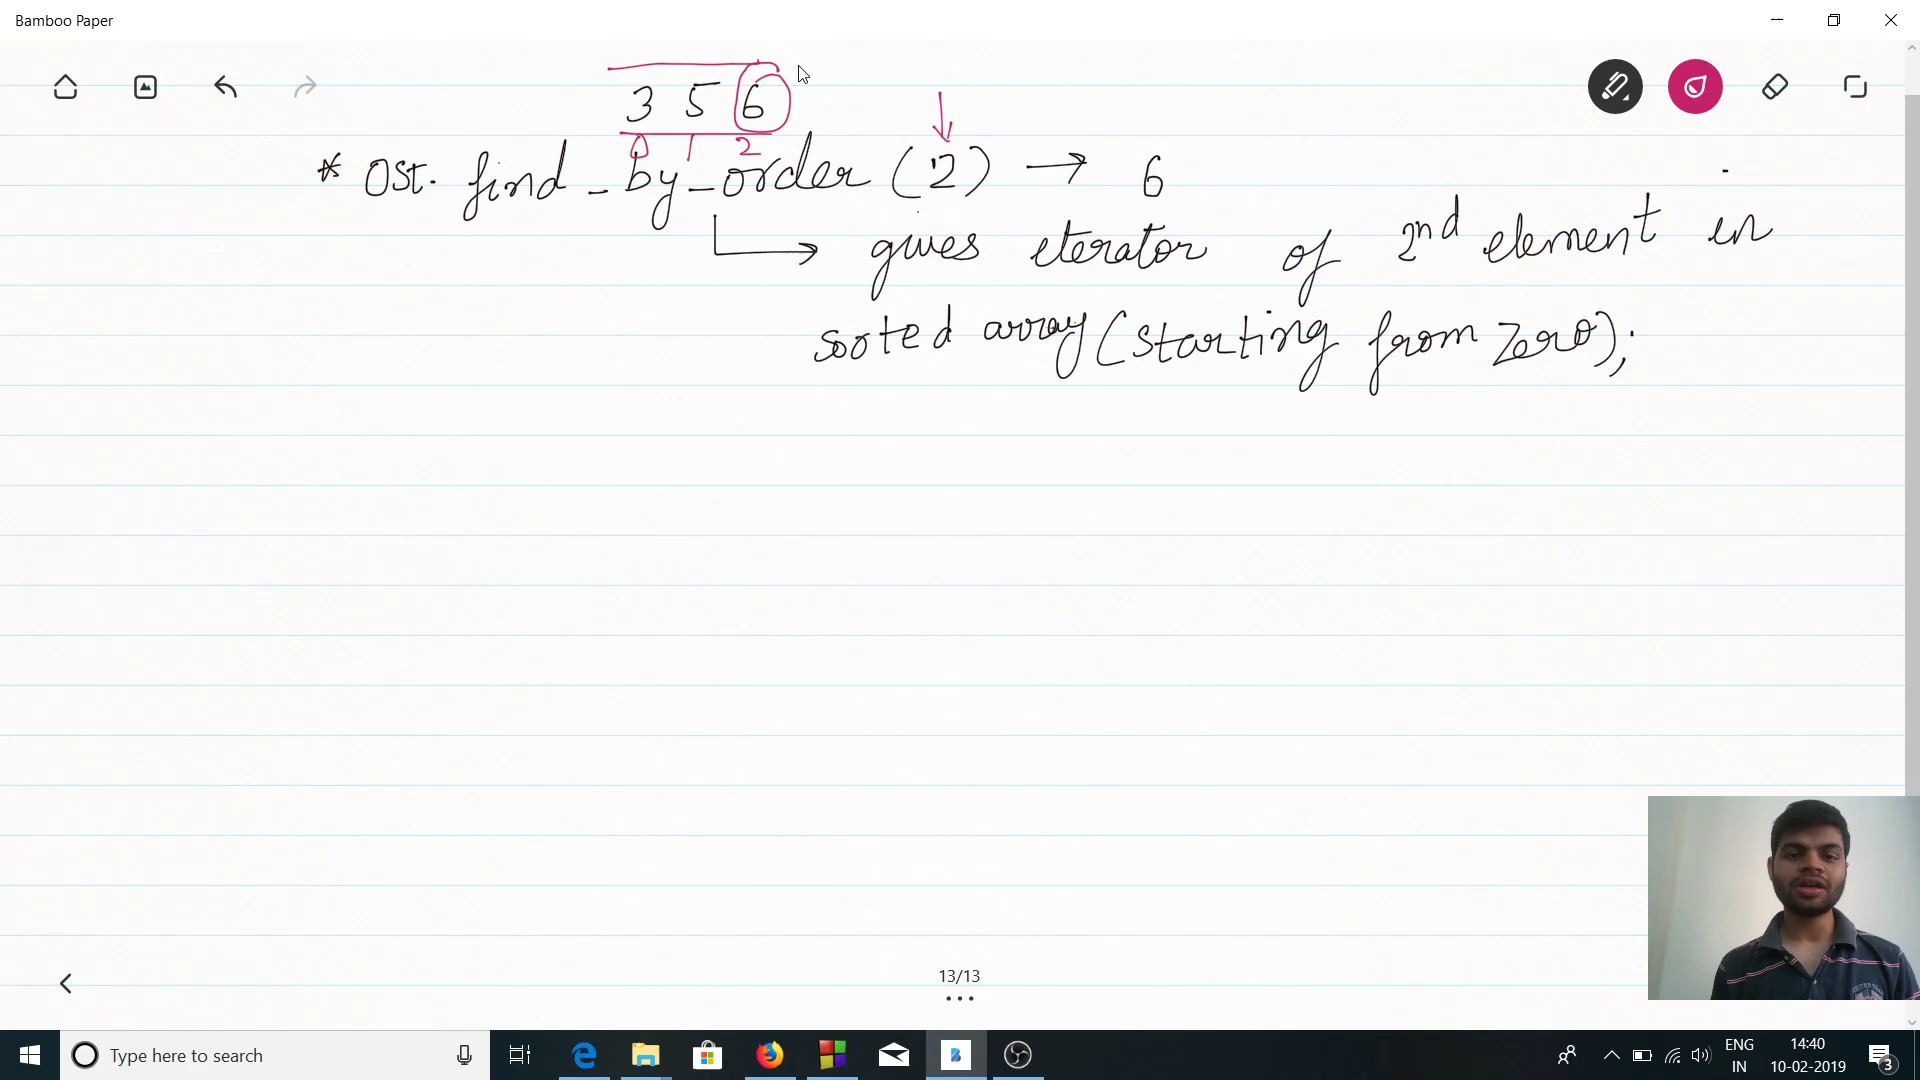 Bamboo Paper
3 5 6
0 1 2
* OSt. find_by_order (2) → 6
gives iterator of 2nd element in
sorted array (starting from zero);
13/13
Type here to search
ENG
IN
14:40
10-02-2019
3